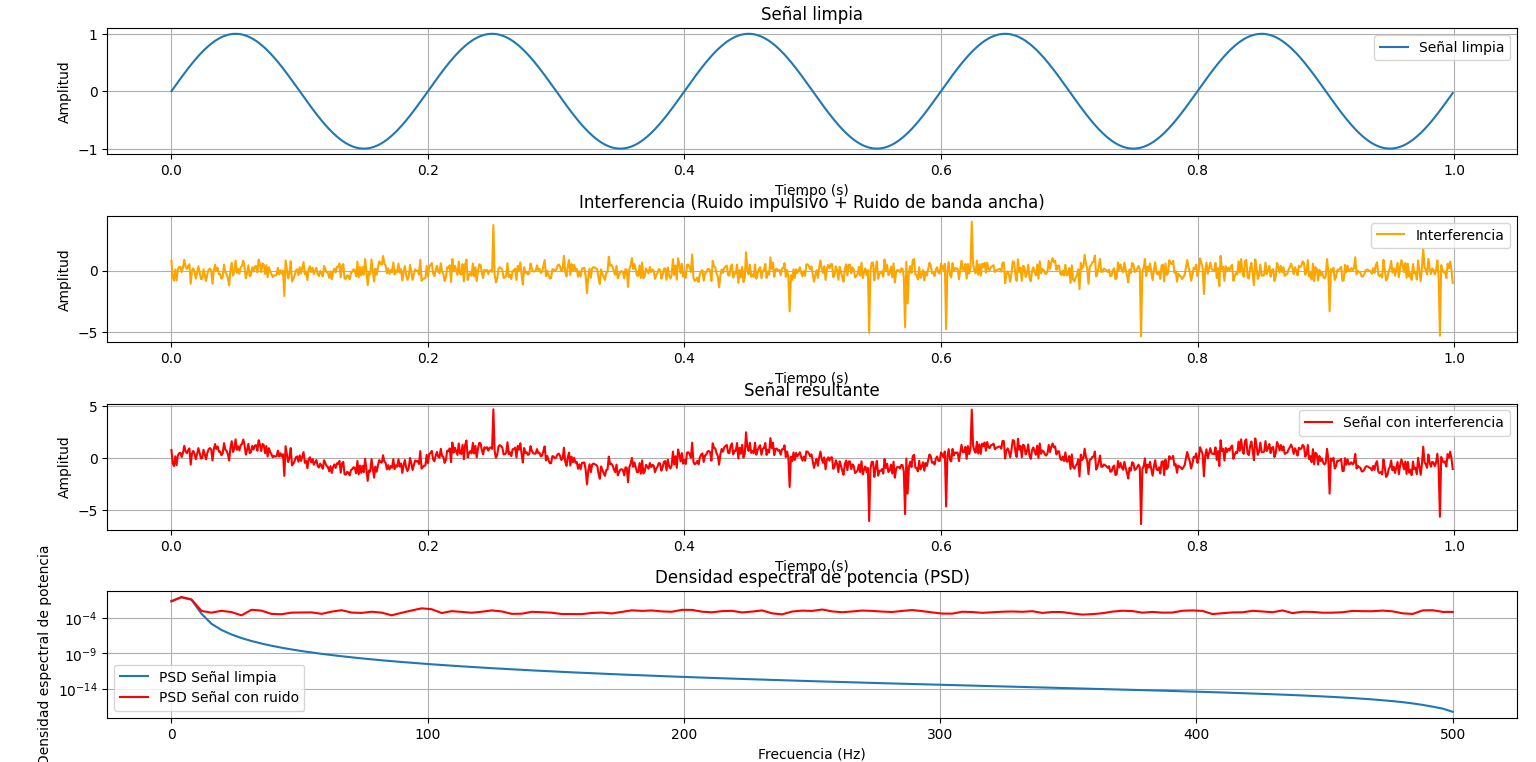 Señal limpia
Amplitud
1
0
−1
Señal limpia
0.0 0.2 0.4 0.6 0.8 1.0
Tiempo (s)
Interferencia (Ruido impulsivo + Ruido de banda ancha)
Amplitud
0
−5
Interferencia
0.0 0.2 0.4 0.6 0.8 1.0
Tiempo (s)
Señal resultante
Amplitud
5
0
−5
Señal con interferencia
0.0 0.2 0.4 0.6 0.8 1.0
Tiempo (s)
Densidad espectral de potencia (PSD)
Densidad espectral de potencia
10⁻⁴
10⁻⁹
10⁻¹⁴
PSD Señal limpia
PSD Señal con ruido
0 100 200 300 400 500
Frecuencia (Hz)